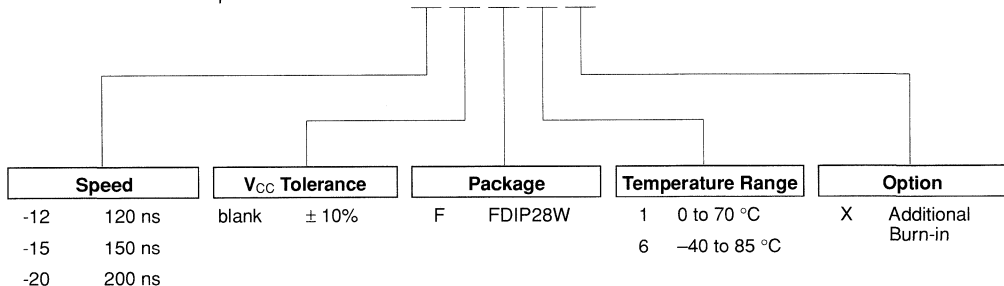 Speed
V_CC Tolerance
Package
Temperature Range
Option
-12 120 ns
blank ± 10%
F FDIP28W
1 0 to 70 °C
X Additional
Burn-in
-15 150 ns
6 –40 to 85 °C
-20 200 ns